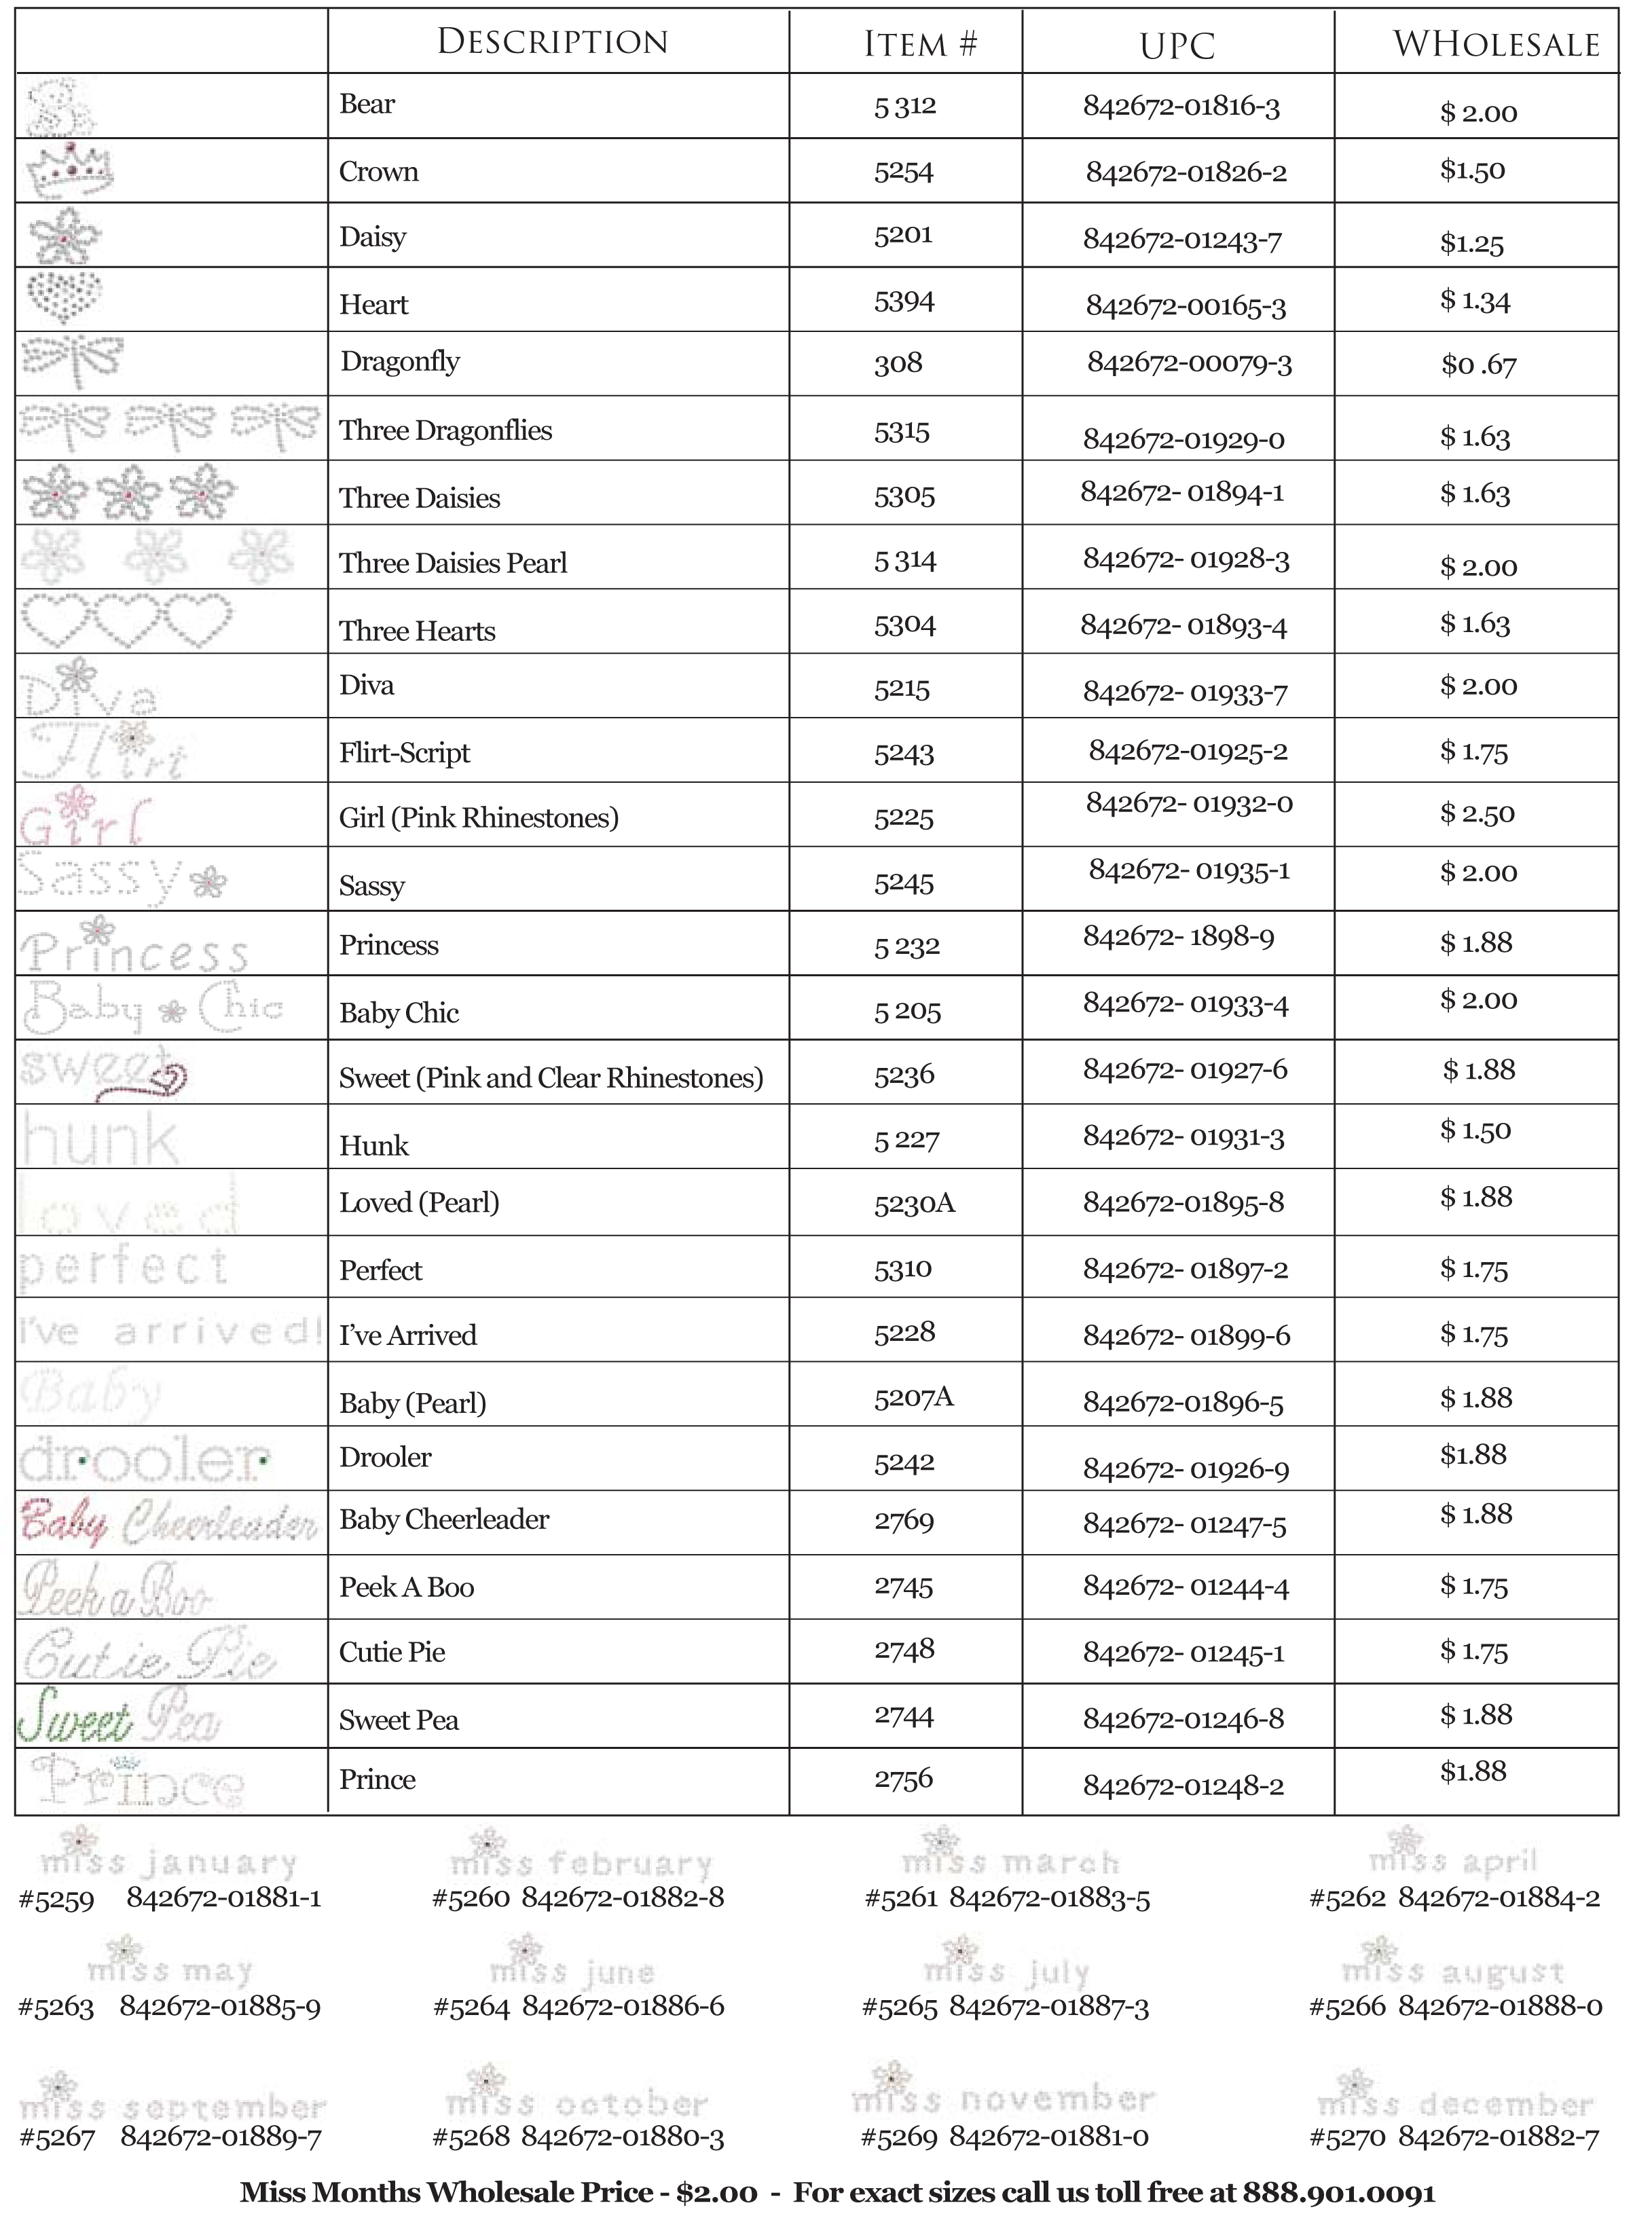 Description Item # UPC WHolesale
Bear 5 312 842672-01816-3 $ 2.00
Crown 5254 842672-01826-2 $1.50
Daisy 5201 842672-01243-7 $1.25
Heart 5394 842672-00165-3 $ 1.34
Dragonfly 308 842672-00079-3 $0 .67
Three Dragonflies 5315 842672-01929-0 $ 1.63
Three Daisies 5305 842672- 01894-1 $ 1.63
Three Daisies Pearl 5 314 842672- 01928-3 $ 2.00
Three Hearts 5304 842672- 01893-4 $ 1.63
Diva Diva 5215 842672- 01933-7 $ 2.00
Flirt Flirt-Script 5243 842672-01925-2 $ 1.75
Girl Girl (Pink Rhinestones) 5225 842672- 01932-0 $ 2.50
Sassy Sassy 5245 842672- 01935-1 $ 2.00
Princess Princess 5 232 842672- 1898-9 $ 1.88
Baby Chic Baby Chic 5 205 842672- 01933-4 $ 2.00
sweet Sweet (Pink and Clear Rhinestones) 5236 842672- 01927-6 $ 1.88
hunk Hunk 5 227 842672- 01931-3 $ 1.50
loved Loved (Pearl) 5230A 842672-01895-8 $ 1.88
perfect Perfect 5310 842672- 01897-2 $ 1.75
i've arrived! I've Arrived 5228 842672- 01899-6 $ 1.75
Baby Baby (Pearl) 5207A 842672-01896-5 $ 1.88
drooler Drooler 5242 842672- 01926-9 $1.88
Baby Cheerleader Baby Cheerleader 2769 842672- 01247-5 $ 1.88
Peek a Boo Peek A Boo 2745 842672- 01244-4 $ 1.75
Cutie Pie Cutie Pie 2748 842672- 01245-1 $ 1.75
Sweet Pea Sweet Pea 2744 842672-01246-8 $ 1.88
Prince Prince 2756 842672-01248-2 $1.88
miss january miss february miss march miss april
#5259 842672-01881-1 #5260 842672-01882-8 #5261 842672-01883-5 #5262 842672-01884-2
miss may miss june miss july miss august
#5263 842672-01885-9 #5264 842672-01886-6 #5265 842672-01887-3 #5266 842672-01888-0
miss september miss october miss november miss december
#5267 842672-01889-7 #5268 842672-01880-3 #5269 842672-01881-0 #5270 842672-01882-7
Miss Months Wholesale Price - $2.00 - For exact sizes call us toll free at 888.901.0091